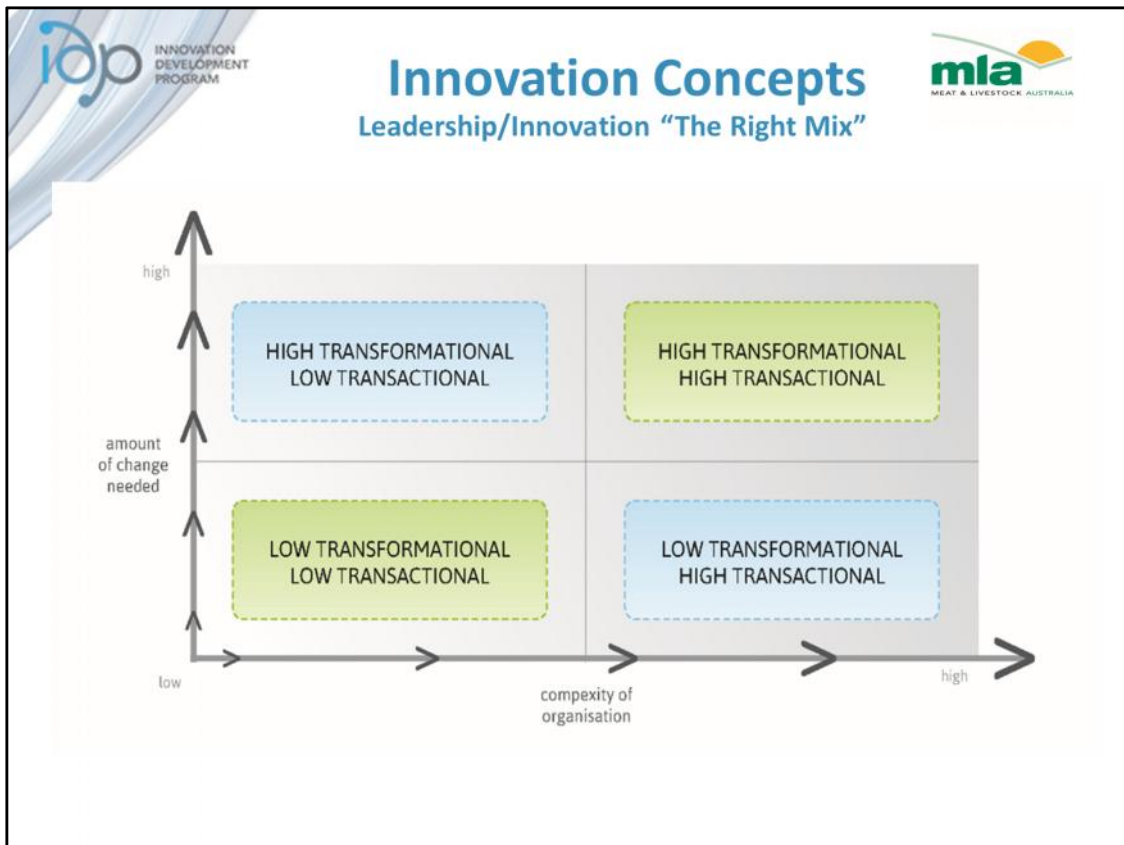 idp
INNOVATION
DEVELOPMENT
PROGRAM
Innovation Concepts
Leadership/Innovation “The Right Mix”
mla
MEAT & LIVESTOCK AUSTRALIA
high
HIGH TRANSFORMATIONAL
LOW TRANSACTIONAL
HIGH TRANSFORMATIONAL
HIGH TRANSACTIONAL
amount
of change
needed
LOW TRANSFORMATIONAL
LOW TRANSACTIONAL
LOW TRANSFORMATIONAL
HIGH TRANSACTIONAL
low
compexity of
organisation
high